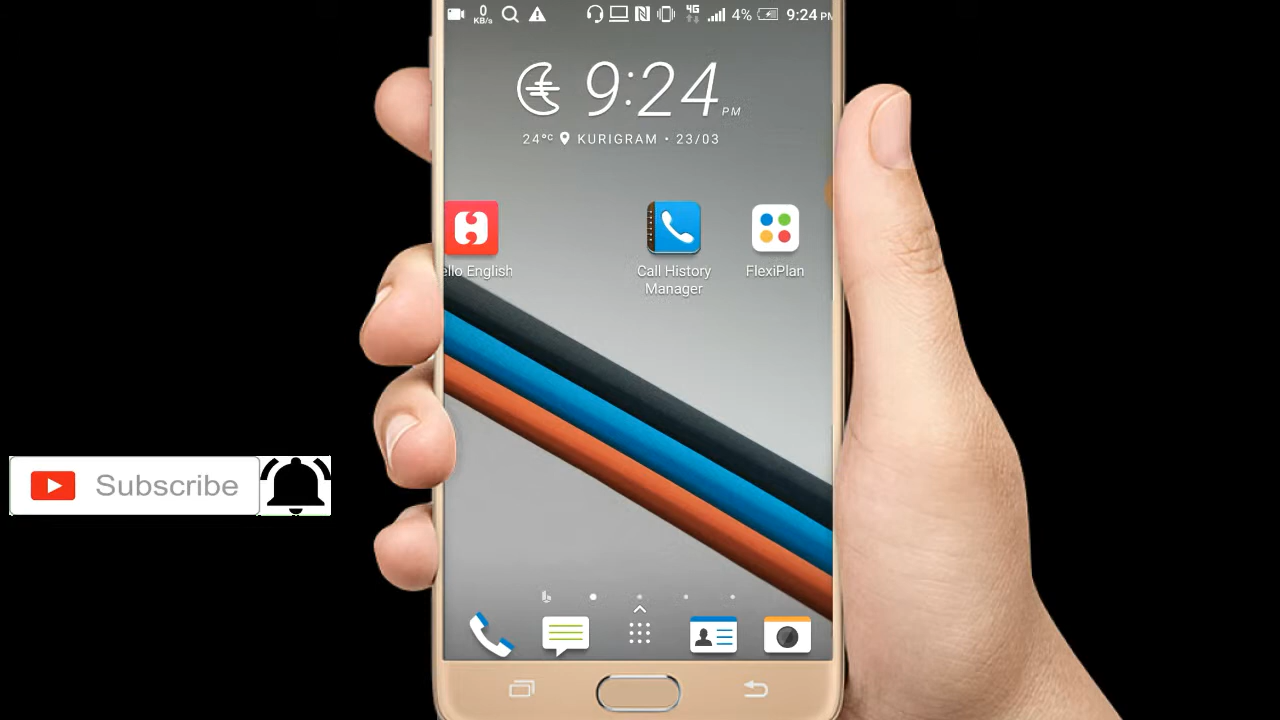 0
KB/s
4G
4%
9:24 PM
9:24 PM
24°C KURIGRAM • 23/03
ello English
Call History
Manager
FlexiPlan
Subscribe